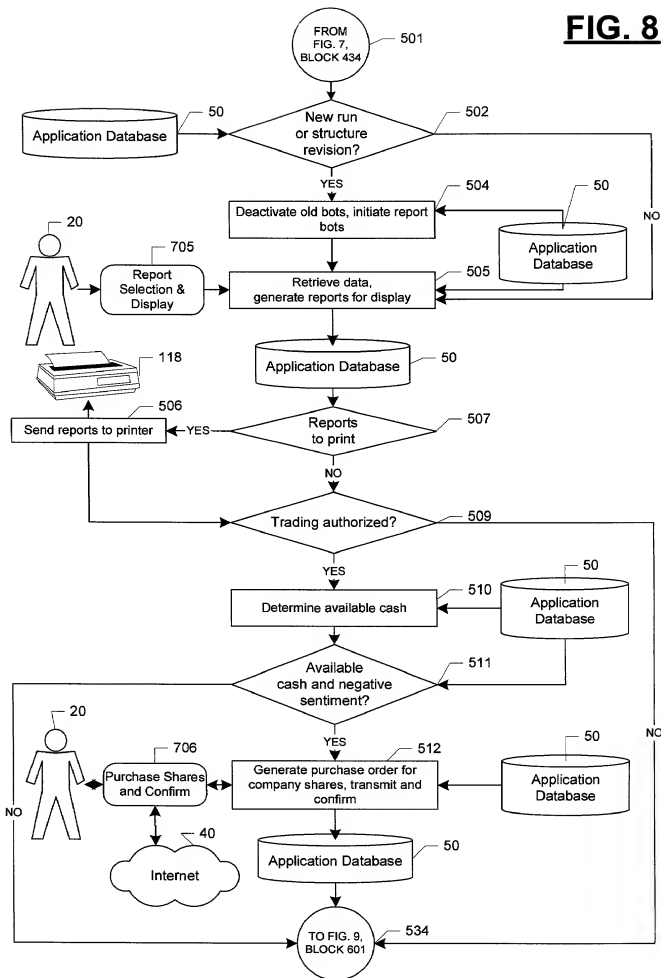 FIG. 8
FROM
FIG. 7,
BLOCK 434
501
50
Application Database
New run
or structure
revision?
502
YES
NO
504
Deactivate old bots, initiate report
bots
50
Application
Database
20
705
Report
Selection &
Display
Retrieve data,
generate reports for display
505
118
Application Database
50
506
Send reports to printer
YES
Reports
to print
507
NO
Trading authorized?
509
YES
510
Determine available cash
50
Application
Database
Available
cash and negative
sentiment?
511
20
706
YES
512
NO
50
NO
Purchase Shares
and Confirm
Generate purchase order for
company shares, transmit and
confirm
Application
Database
40
Internet
Application Database
50
TO FIG. 9,
BLOCK 601
534